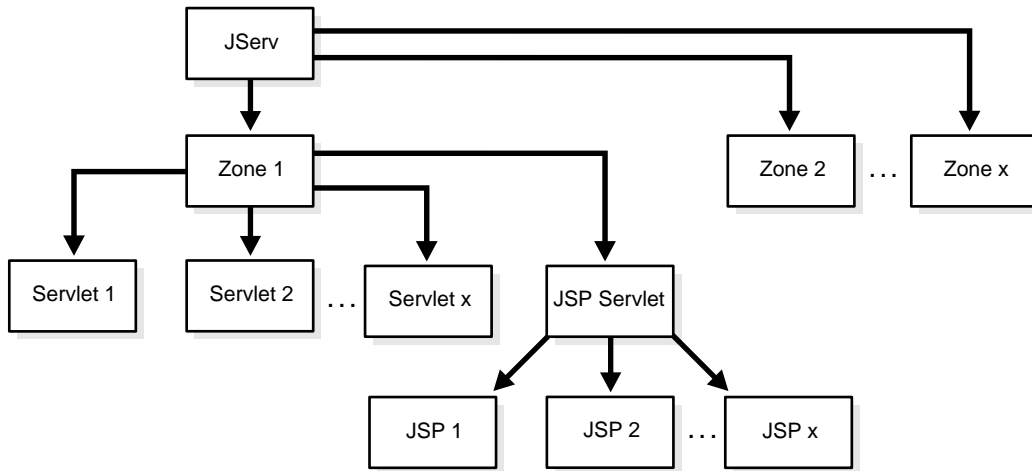 JServ
Zone 1
Zone 2
...
Zone x
Servlet 1
Servlet 2
...
Servlet x
JSP Servlet
JSP 1
JSP 2
...
JSP x